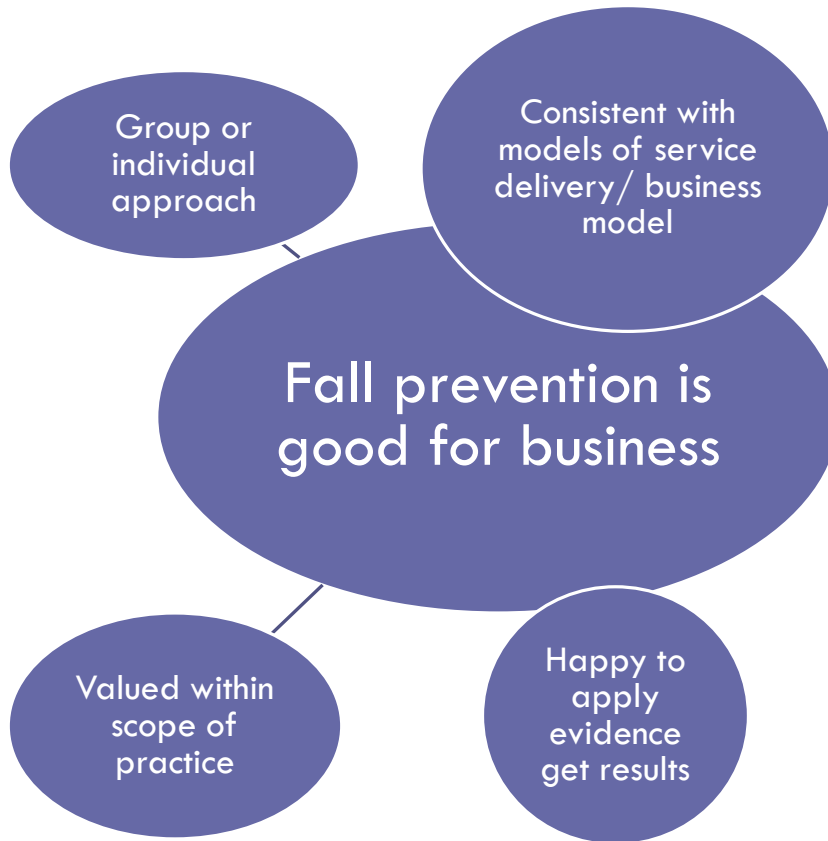 Group or
individual
approach
Consistent with
models of service
delivery/ business
model
Fall prevention is
good for business
Valued within
scope of
practice
Happy to
apply
evidence
get results